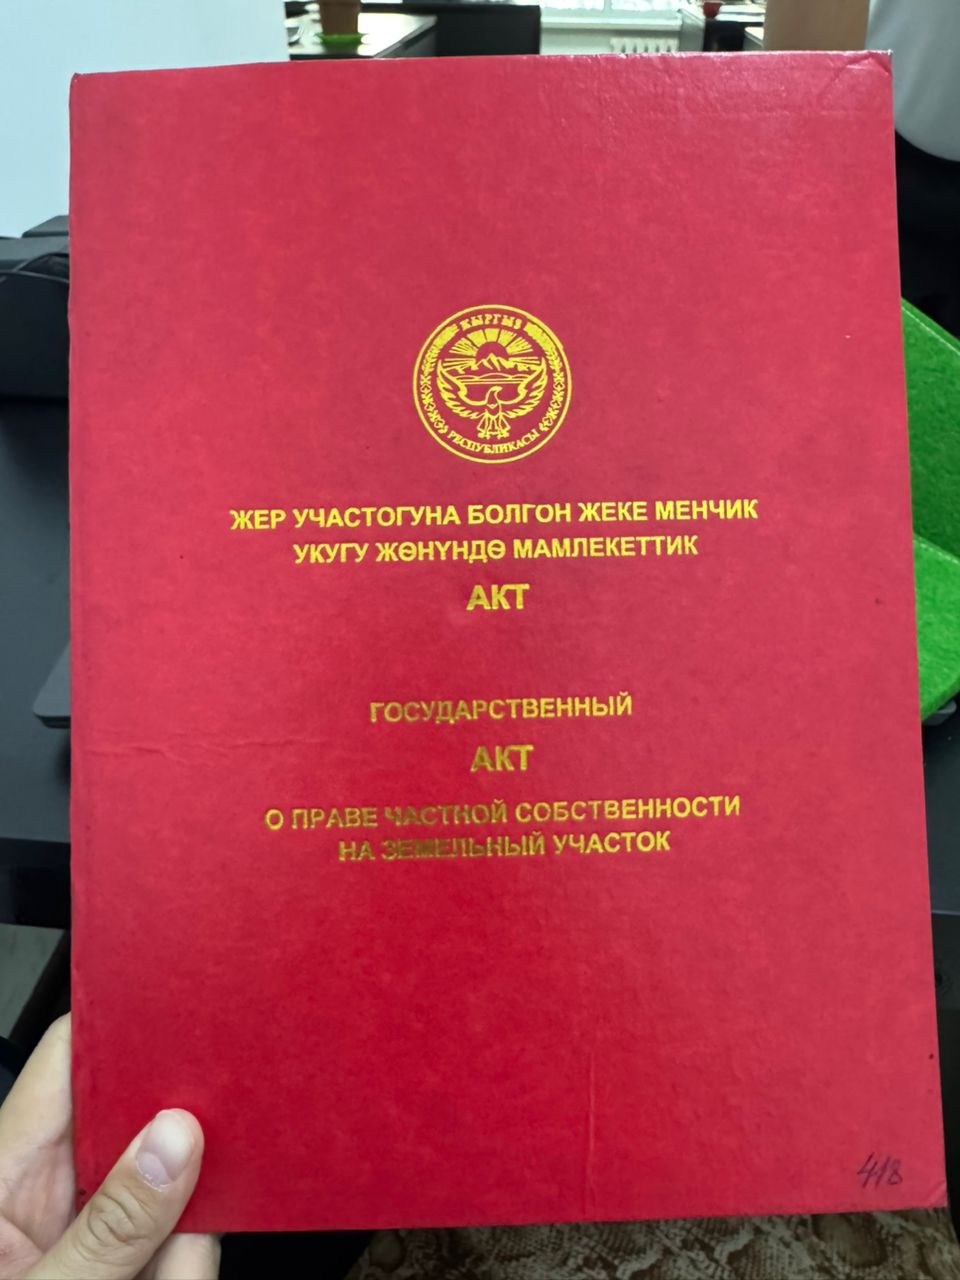 КЫРГЫЗ
РЕСПУБЛИКАСЫ
ЖЕР УЧАСТОГУНА БОЛГОН ЖЕКЕ МЕНЧИК
УКУГУ ЖӨНҮНДӨ МАМЛЕКЕТТИК
АКТ
ГОСУДАРСТВЕННЫЙ
АКТ
О ПРАВЕ ЧАСТНОЙ СОБСТВЕННОСТИ
НА ЗЕМЕЛЬНЫЙ УЧАСТОК
418